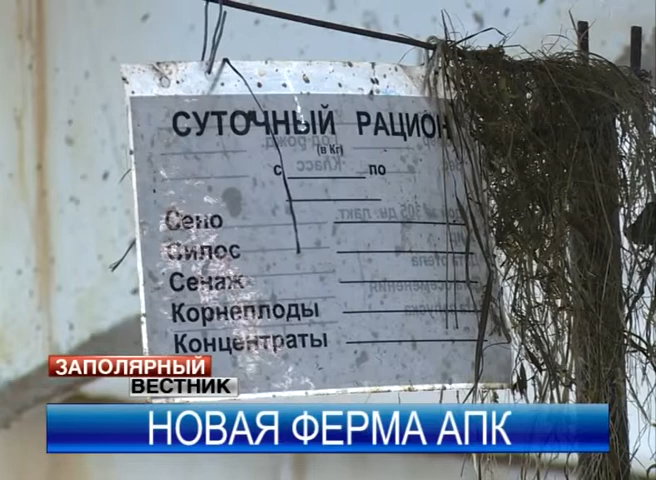 СУТОЧНЫЙ РАЦИОН
(в Кг)
с по
Сено
Силос
Сенаж
Корнеплоды
Концентраты
ЗАПОЛЯРНЫЙ
ВЕСТНИК
НОВАЯ ФЕРМА АПК